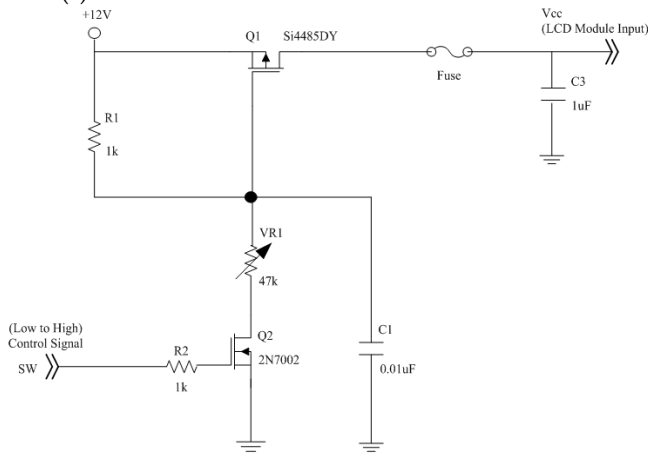 +12V
Q1
Si4485DY
Vcc
(LCD Module Input)
Fuse
C3
1uF
R1
1k
VR1
47k
(Low to High)
Control Signal
SW
R2
1k
Q2
2N7002
C1
0.01uF